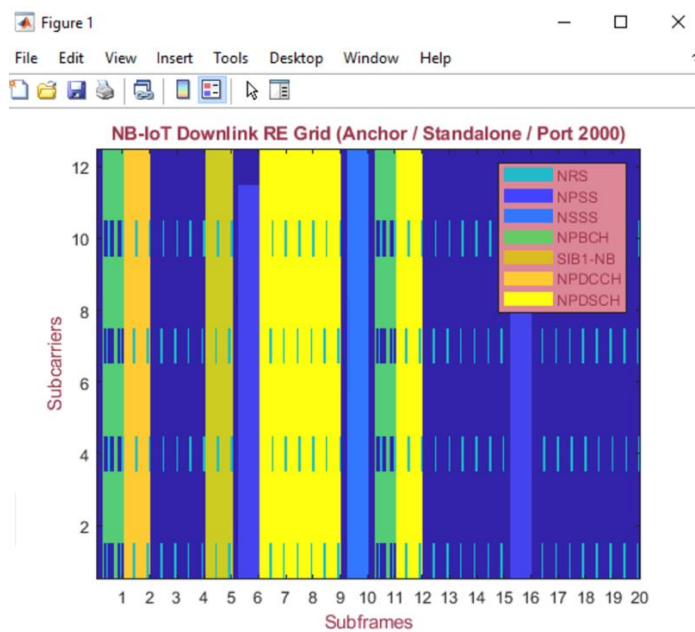 Figure 1
File Edit View Insert Tools Desktop Window Help
NB-IoT Downlink RE Grid (Anchor / Standalone / Port 2000)
12
10
8
6
4
2
Subcarriers
NRS
NPSS
NSSS
NPBCH
SIB1-NB
NPDCCH
NPDSCH
1 2 3 4 5 6 7 8 9 10 11 12 13 14 15 16 17 18 19 20
Subframes